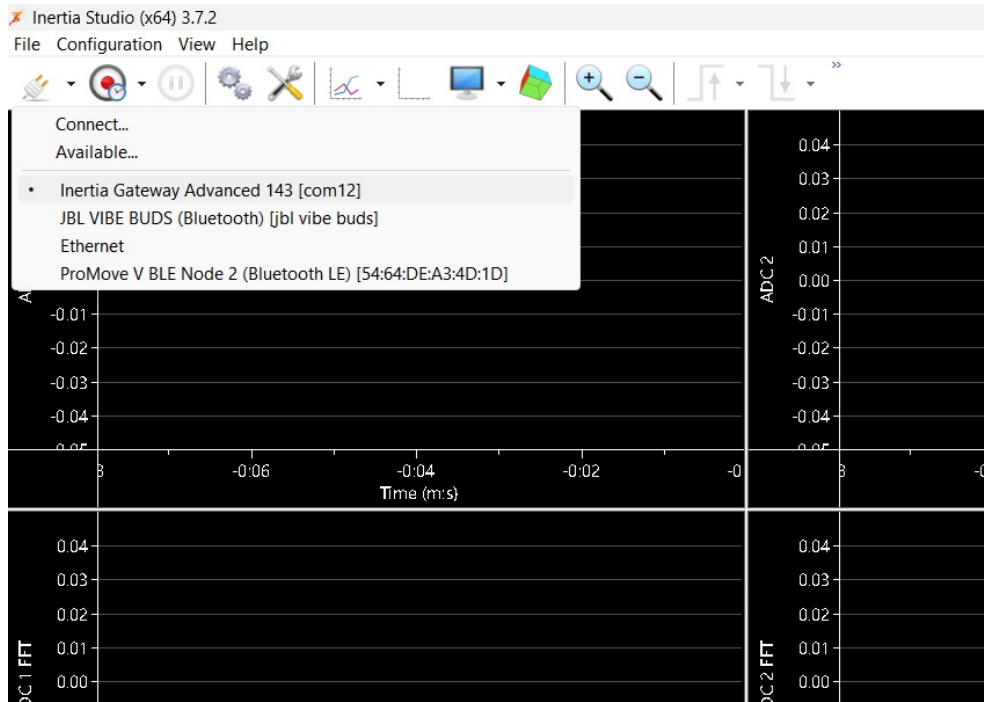 Inertia Studio (x64) 3.7.2
File Configuration View Help
Connect...
Available...
• Inertia Gateway Advanced 143 [com12]
JBL VIBE BUDS (Bluetooth) [jbl vibe buds]
Ethernet
ProMove V BLE Node 2 (Bluetooth LE) [54:64:DE:A3:4D:1D]
-0.01
-0.02
-0.03
-0.04
-0:06 -0:04 -0:02
Time (m:s)
ADC 2
0.04
0.03
0.02
0.01
0.00
-0.01
-0.02
-0.03
-0.04
0.04
0.03
0.02
0.01
0.00
ADC 2 FFT
0.04
0.03
0.02
0.01
0.00